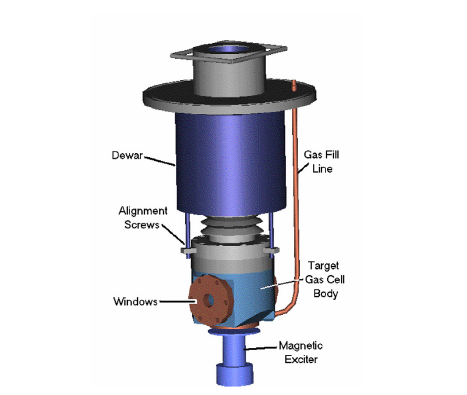 Dewar
Gas Fill
Line
Alignment
Screws
Target
Gas Cell
Body
Windows
Magnetic
Exciter